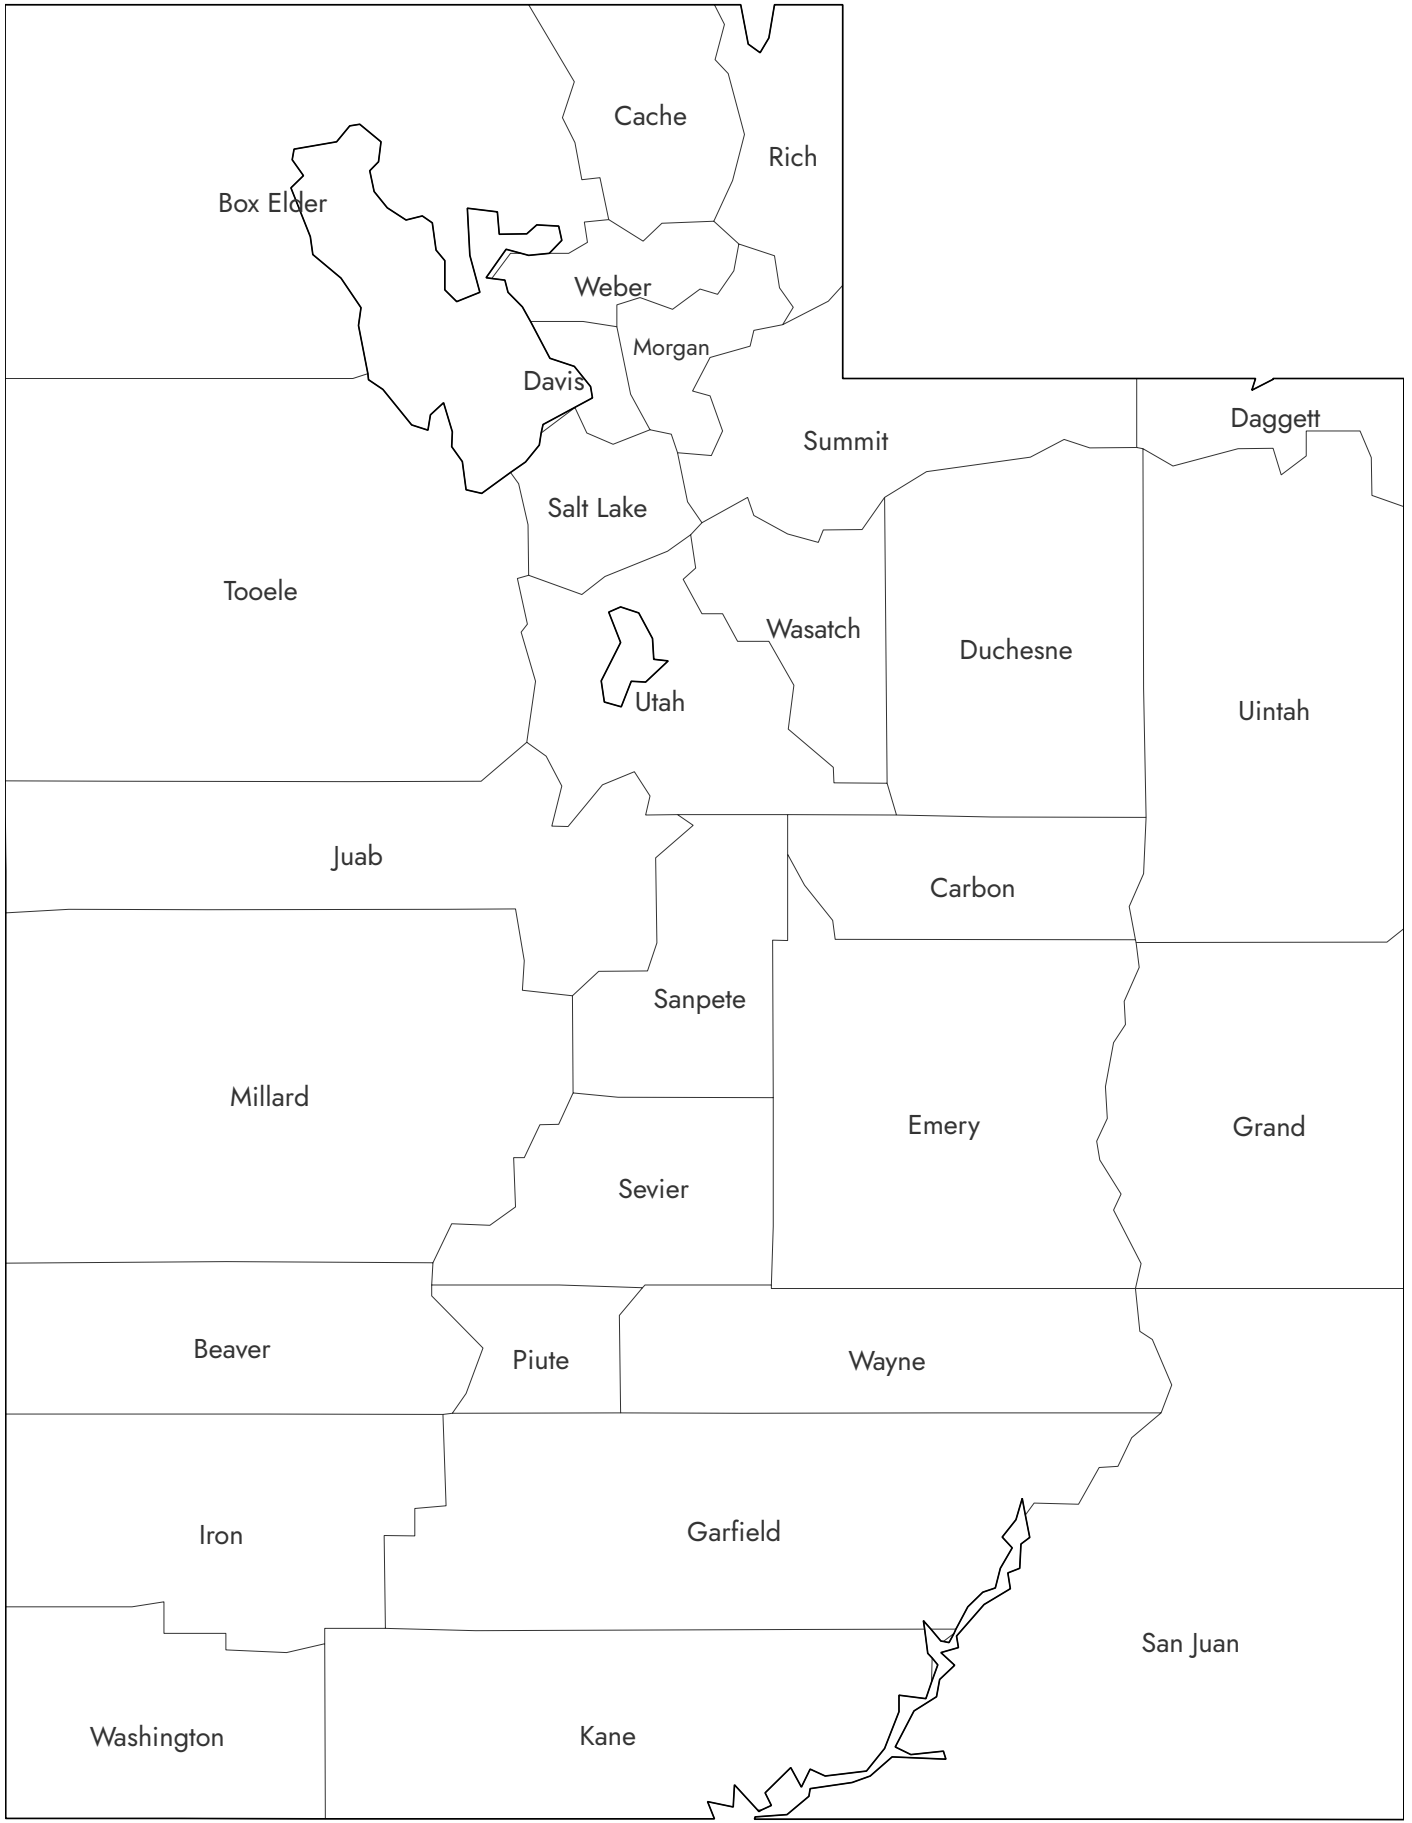 Cache
Rich
Box Elder
Weber
Morgan
Davis
Daggett
Summit
Salt Lake
Tooele
Wasatch
Duchesne
Utah
Uintah
Juab
Carbon
Sanpete
Millard
Emery
Grand
Sevier
Beaver
Piute
Wayne
Iron
Garfield
San Juan
Washington
Kane